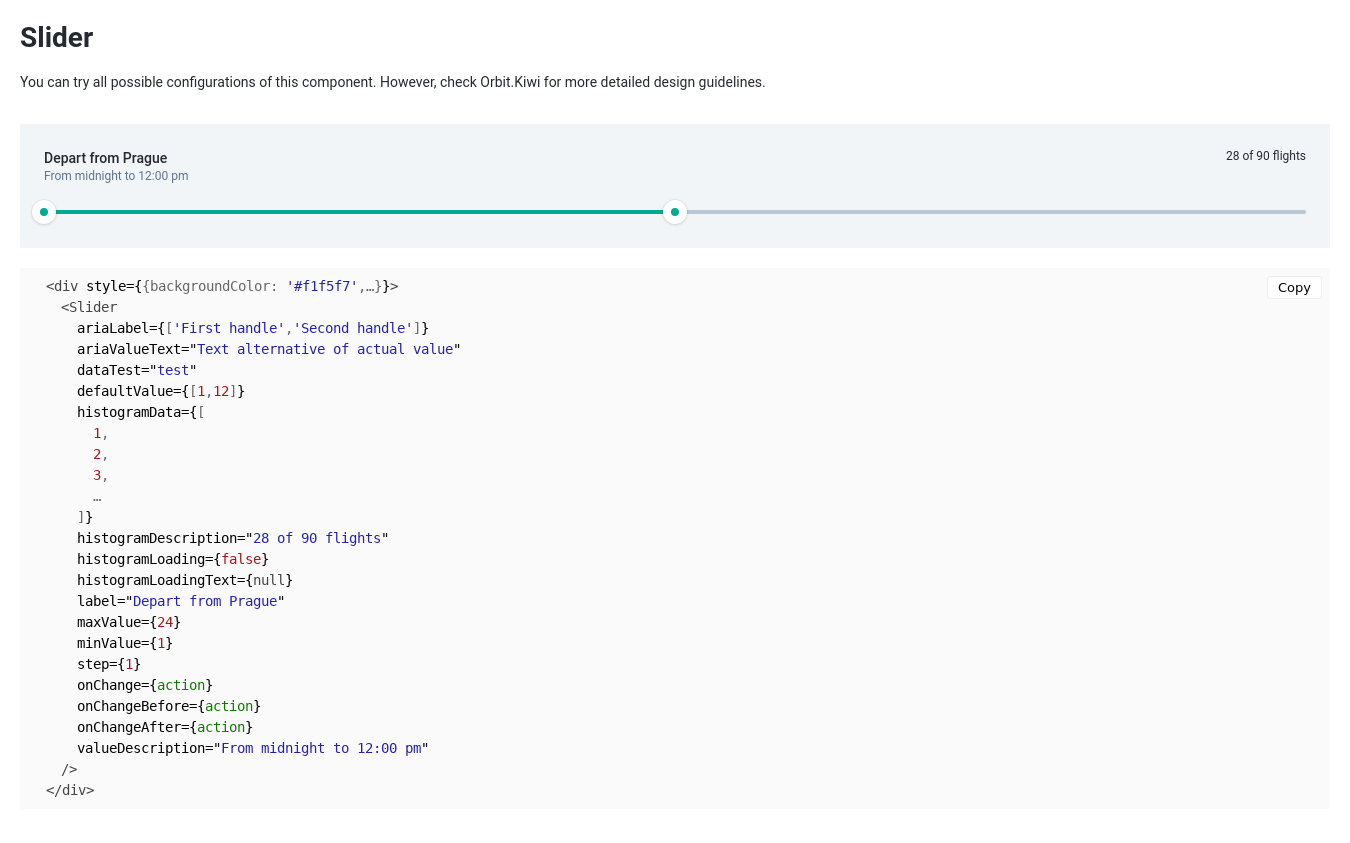 Slider
You can try all possible configurations of this component. However, check Orbit.Kiwi for more detailed design guidelines.
Depart from Prague
28 of 90 flights
From midnight to 12:00 pm
<div style={{backgroundColor: '#f1f5f7',…}}>
Copy
<Slider
ariaLabel={['First handle','Second handle']}
ariaValueText="Text alternative of actual value"
dataTest="test"
defaultValue={[1,12]}
histogramData={[
1,
2,
3,
…
]}
histogramDescription="28 of 90 flights"
histogramLoading={false}
histogramLoadingText={null}
label="Depart from Prague"
maxValue={24}
minValue={1}
step={1}
onChange={action}
onChangeBefore={action}
onChangeAfter={action}
valueDescription="From midnight to 12:00 pm"
/>
</div>